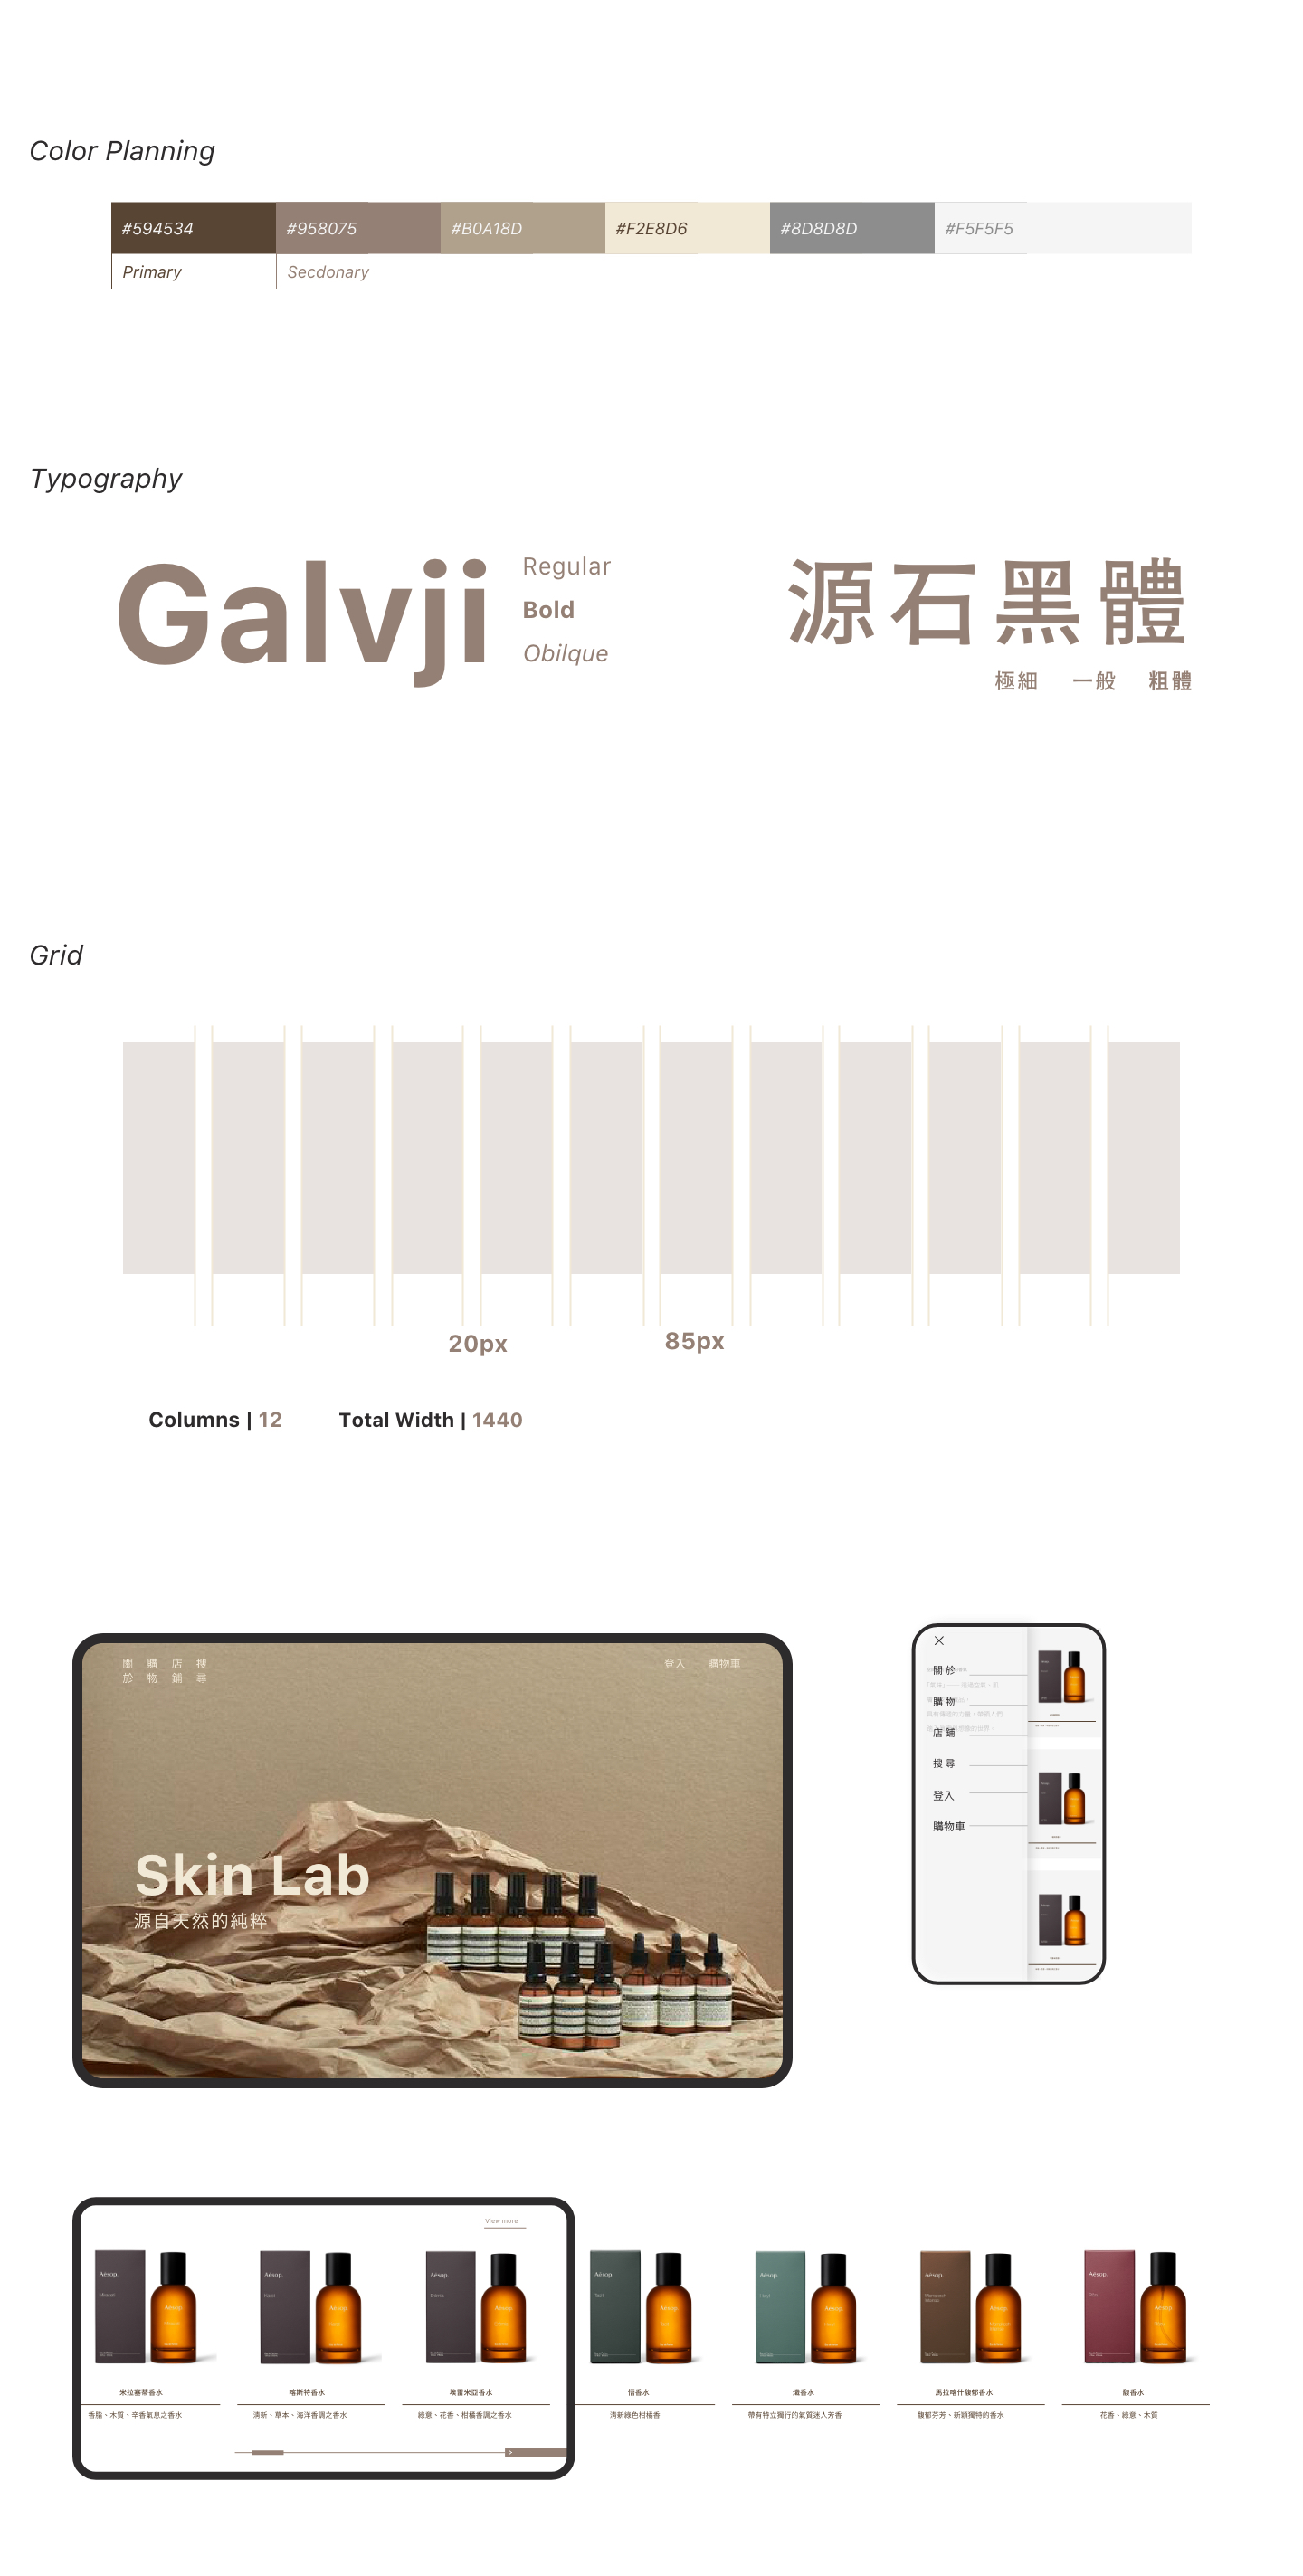 Color Planning
#594534 #958075 #B0A18D #F2E8D6 #8D8D8D #F5F5F5
Primary Secdonary
Typography
Galvji
Regular
Bold
Obilque
源石黑體
極細 一般 粗體
Grid
20px 85px
Columns | 12 Total Width | 1440
關於 購物 店鋪 搜尋 登入 購物車
Skin Lab
源自天然的純粹
關於
購物
店鋪
搜尋
登入
購物車
View more
Aēsop. Aēsop. Aēsop. Aēsop. Aēsop. Aēsop. Aēsop.
米拉塞蒂香水 喀斯特香水 埃雷米亞香水 悟香水 熾香水 馬拉喀什馥郁香水 馥香水
香脂、木質、辛香氣息之香水 清新、草本、海洋香調之香水 綠意、花香、柑橘香調之香水 清新綠色柑橘香 帶有特立獨行的氣質迷人芳香 馥郁芬芳、新穎獨特的香水 花香、綠意、木質